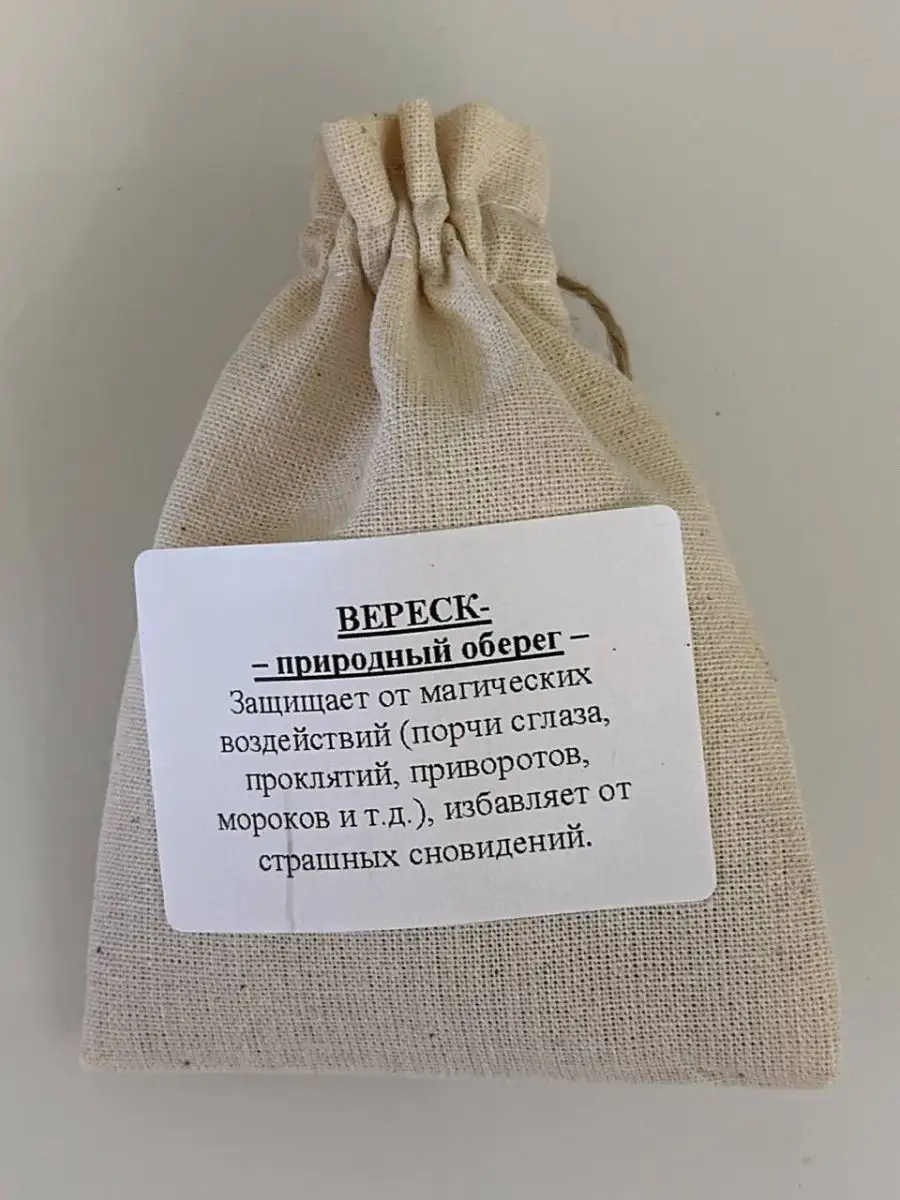 ВЕРЕСК-
– природный оберег –
Защищает от магических
воздействий (порчи сглаза,
проклятий, приворотов,
мороков и т.д.), избавляет от
страшных сновидений.